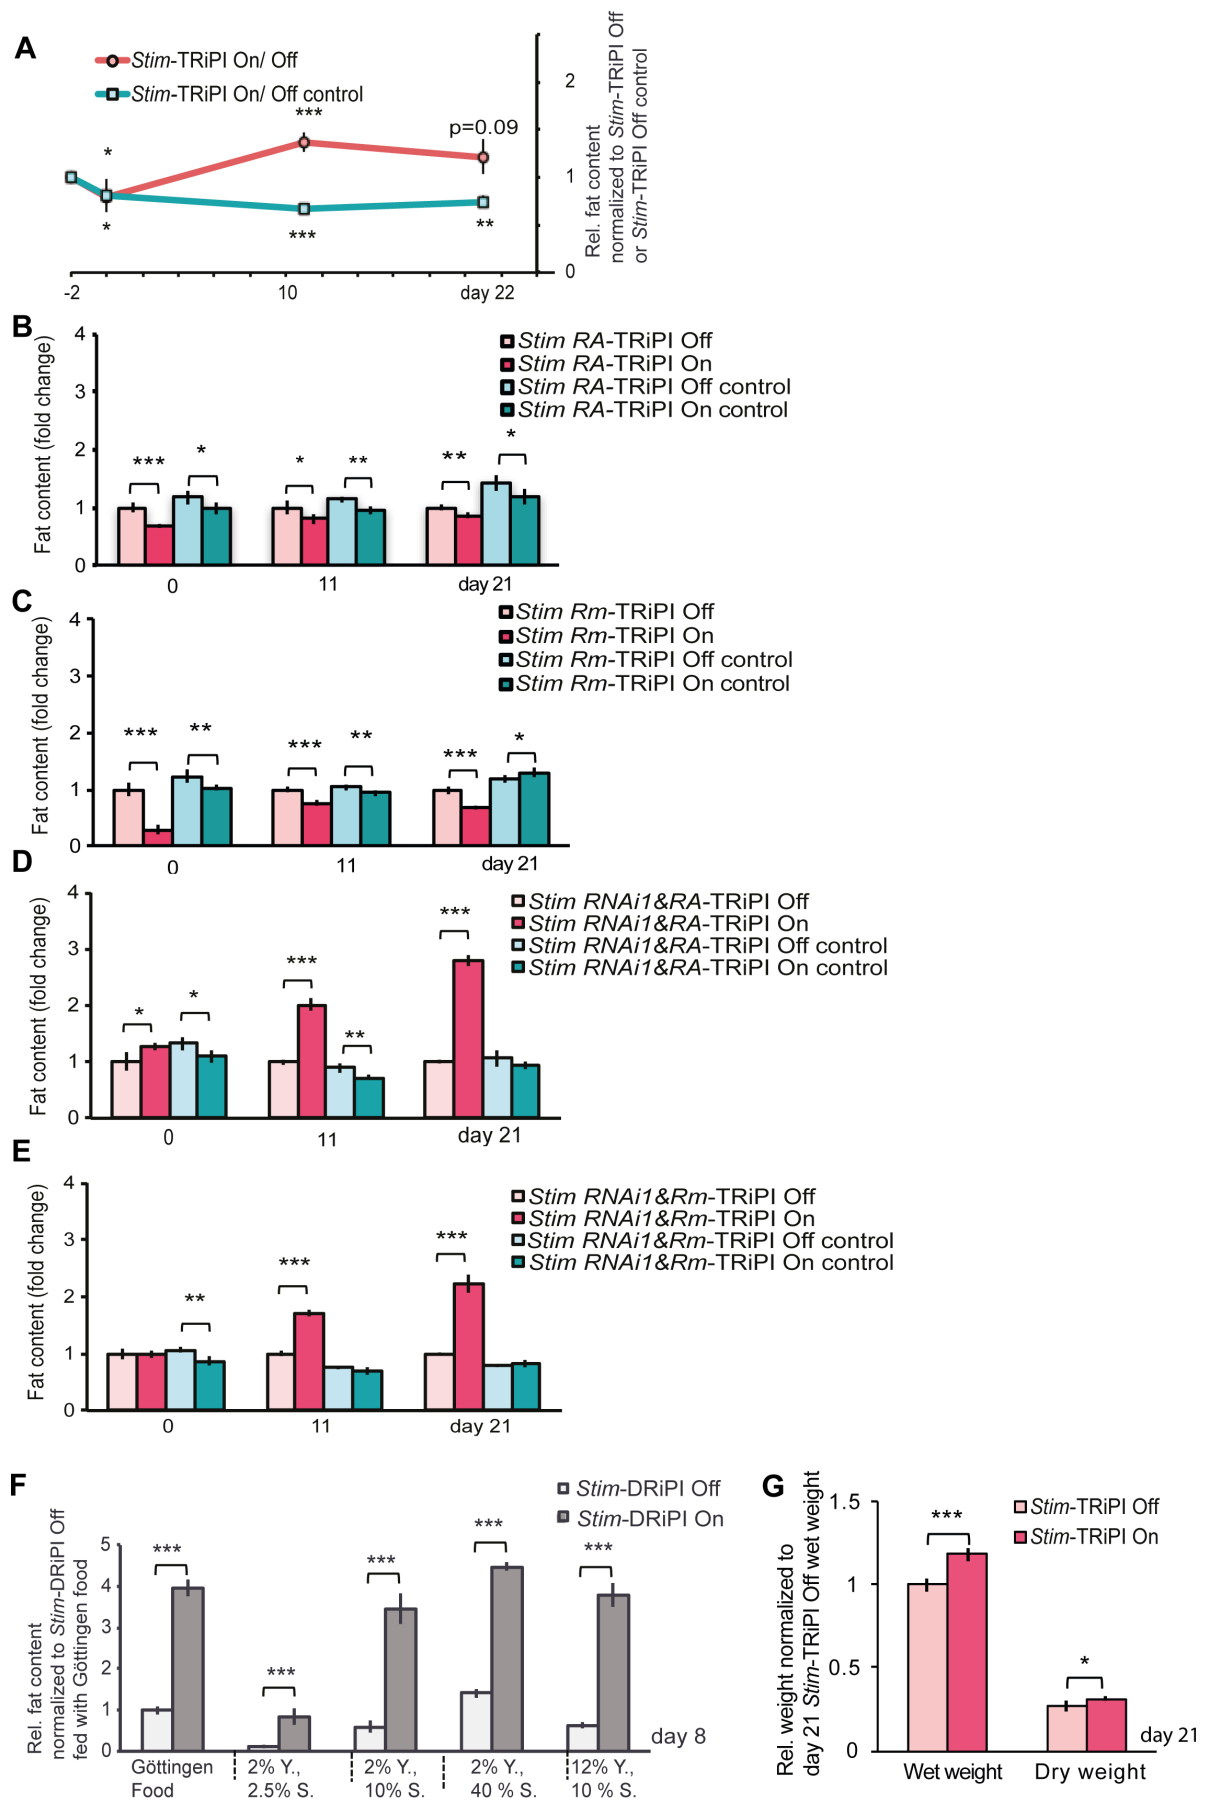 A
Stim-TRiPI On/ Off
Stim-TRiPI On/ Off control
***
p=0.09
*
*
***
**
2
1
0
Rel. fat content
normalized to Stim-TRiPI Off
or Stim-TRiPI Off control
-2 10 day 22
B
Fat content (fold change)
4
3
2
1
0
Stim RA-TRiPI Off
Stim RA-TRiPI On
Stim RA-TRiPI Off control
Stim RA-TRiPI On control
*** * * ** ** *
0 11 day 21
C
Fat content (fold change)
4
3
2
1
0
Stim Rm-TRiPI Off
Stim Rm-TRiPI On
Stim Rm-TRiPI Off control
Stim Rm-TRiPI On control
*** ** *** ** *** *
0 11 day 21
D
Fat content (fold change)
4
3
2
1
0
Stim RNAi1&RA-TRiPI Off
Stim RNAi1&RA-TRiPI On
Stim RNAi1&RA-TRiPI Off control
Stim RNAi1&RA-TRiPI On control
* * *** ** ***
0 11 day 21
E
Fat content (fold change)
4
3
2
1
0
Stim RNAi1&Rm-TRiPI Off
Stim RNAi1&Rm-TRiPI On
Stim RNAi1&Rm-TRiPI Off control
Stim RNAi1&Rm-TRiPI On control
** *** ***
0 11 day 21
F
Rel. fat content
normalized to Stim-DRiPI Off
fed with Göttingen food
5
4
3
2
1
0
Stim-DRiPI Off
Stim-DRiPI On
*** *** *** *** ***
day 8
Göttingen 2% Y., 2% Y., 2% Y., 12% Y.,
Food 2.5% S. 10% S. 40 % S. 10 % S.
G
Rel. weight normalized to
day 21 Stim-TRiPI Off wet weight
1.5
1
0.5
0
Stim-TRiPI Off
Stim-TRiPI On
*** *
day 21
Wet weight Dry weight